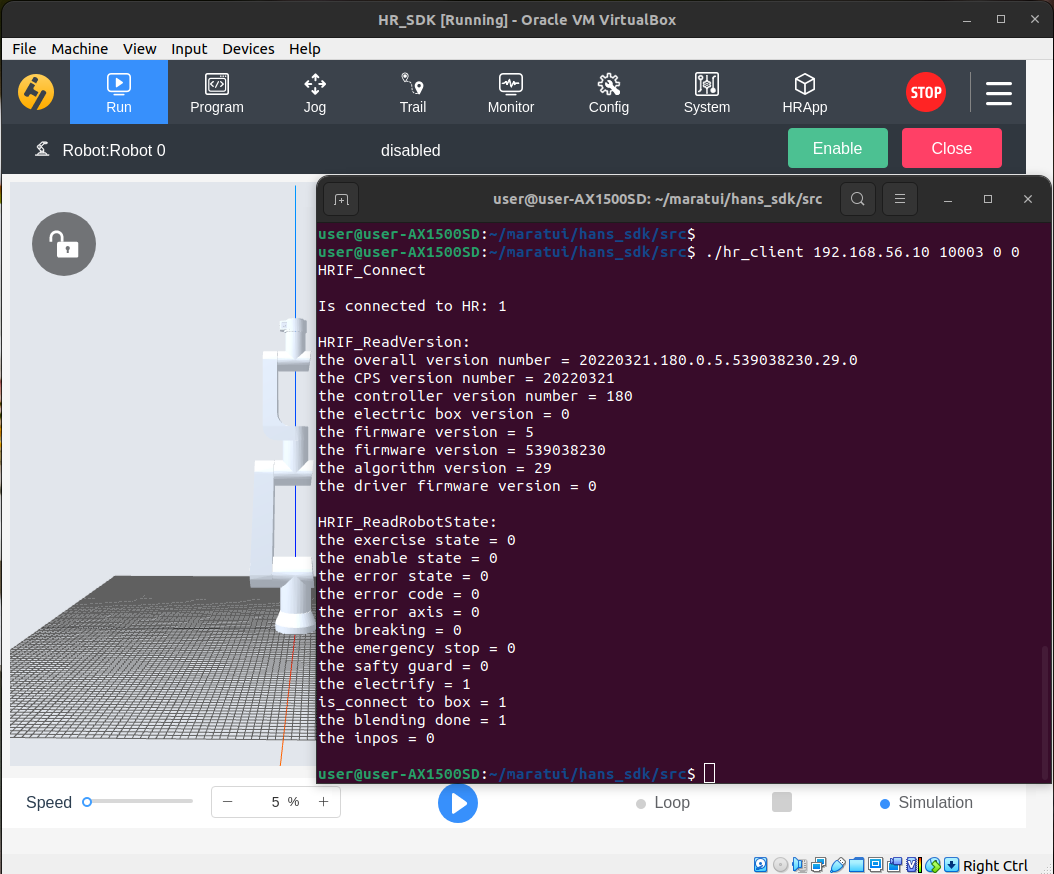 HR_SDK [Running] - Oracle VM VirtualBox
File Machine View Input Devices Help
Run Program Jog Trail Monitor Config System HRApp STOP
Robot:Robot 0 disabled Enable Close
user@user-AX1500SD: ~/maratui/hans_sdk/src
user@user-AX1500SD:~/maratui/hans_sdk/src$
user@user-AX1500SD:~/maratui/hans_sdk/src$ ./hr_client 192.168.56.10 10003 0 0
HRIF_Connect
Is connected to HR: 1
HRIF_ReadVersion:
the overall version number = 20220321.180.0.5.539038230.29.0
the CPS version number = 20220321
the controller version number = 180
the electric box version = 0
the firmware version = 5
the firmware version = 539038230
the algorithm version = 29
the driver firmware version = 0
HRIF_ReadRobotState:
the exercise state = 0
the enable state = 0
the error state = 0
the error code = 0
the error axis = 0
the breaking = 0
the emergency stop = 0
the safty guard = 0
the electrify = 1
is_connect to box = 1
the blending done = 1
the inpos = 0
user@user-AX1500SD:~/maratui/hans_sdk/src$
Speed − 5 % + Loop Simulation
Right Ctrl